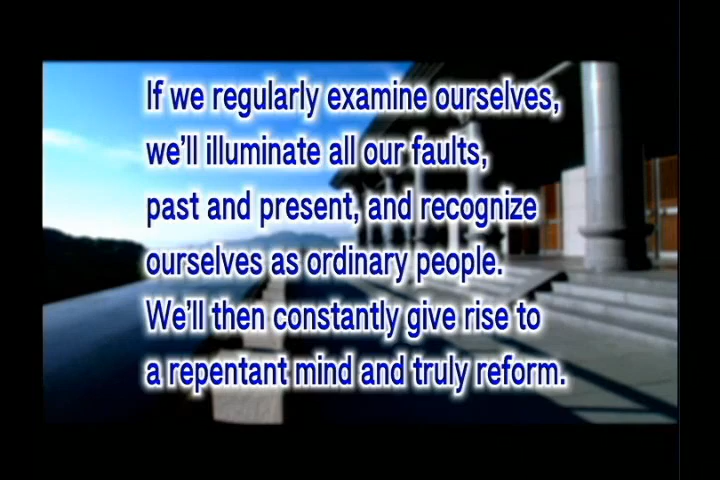 If we regularly examine ourselves,
we'll illuminate all our faults,
past and present, and recognize
ourselves as ordinary people.
We'll then constantly give rise to
a repentant mind and truly reform.